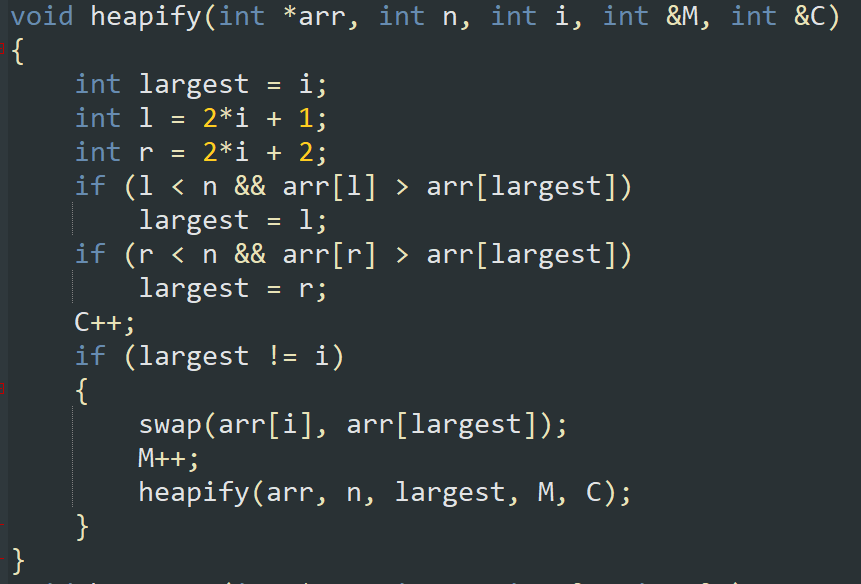 void heapify(int *arr, int n, int i, int &M, int &C)
{
    int largest = i;
    int l = 2*i + 1;
    int r = 2*i + 2;
    if (l < n && arr[l] > arr[largest])
        largest = l;
    if (r < n && arr[r] > arr[largest])
        largest = r;
    C++;
    if (largest != i)
    {
        swap(arr[i], arr[largest]);
        M++;
        heapify(arr, n, largest, M, C);
    }
}